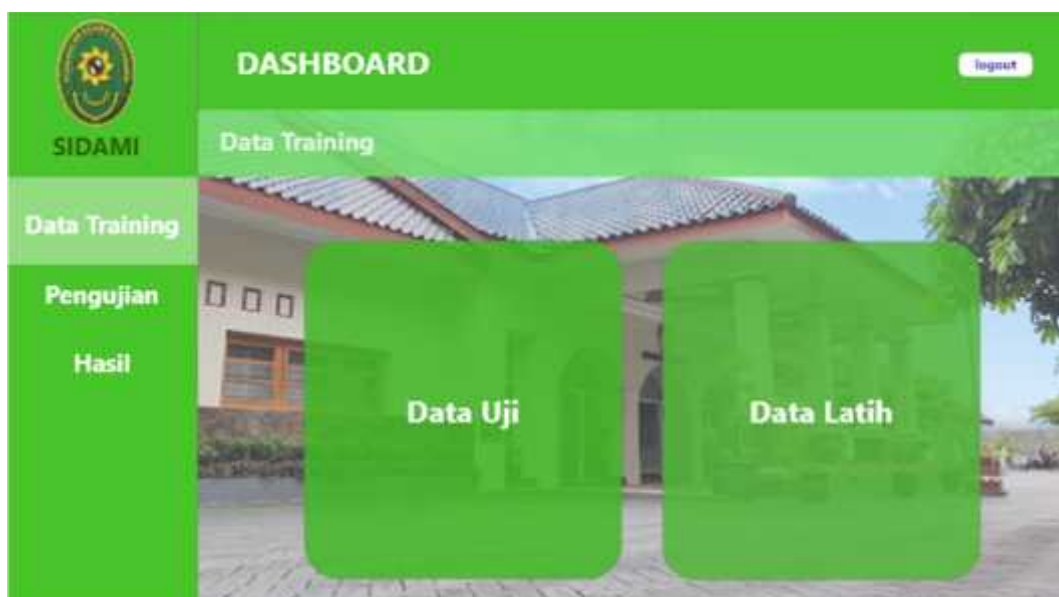 DASHBOARD
logout
SIDAMI
Data Training
Data Training
Pengujian
Hasil
Data Uji
Data Latih